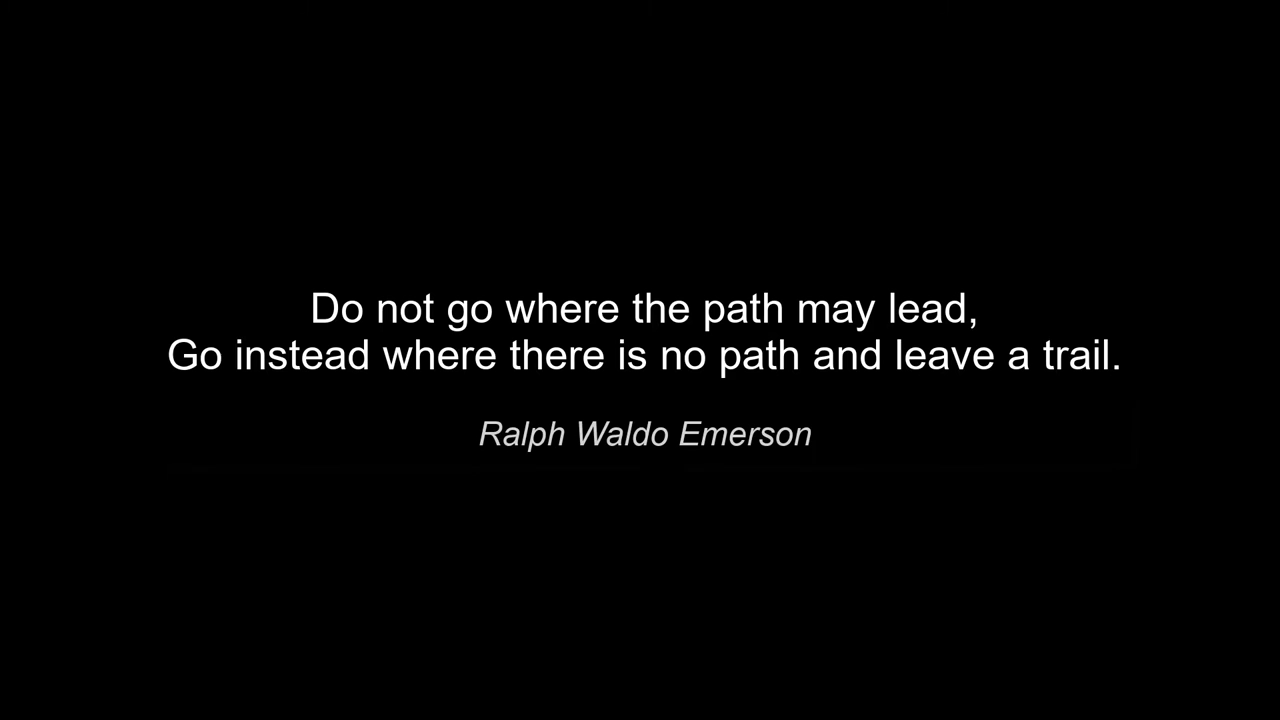 Do not go where the path may lead,
Go instead where there is no path and leave a trail.
Ralph Waldo Emerson